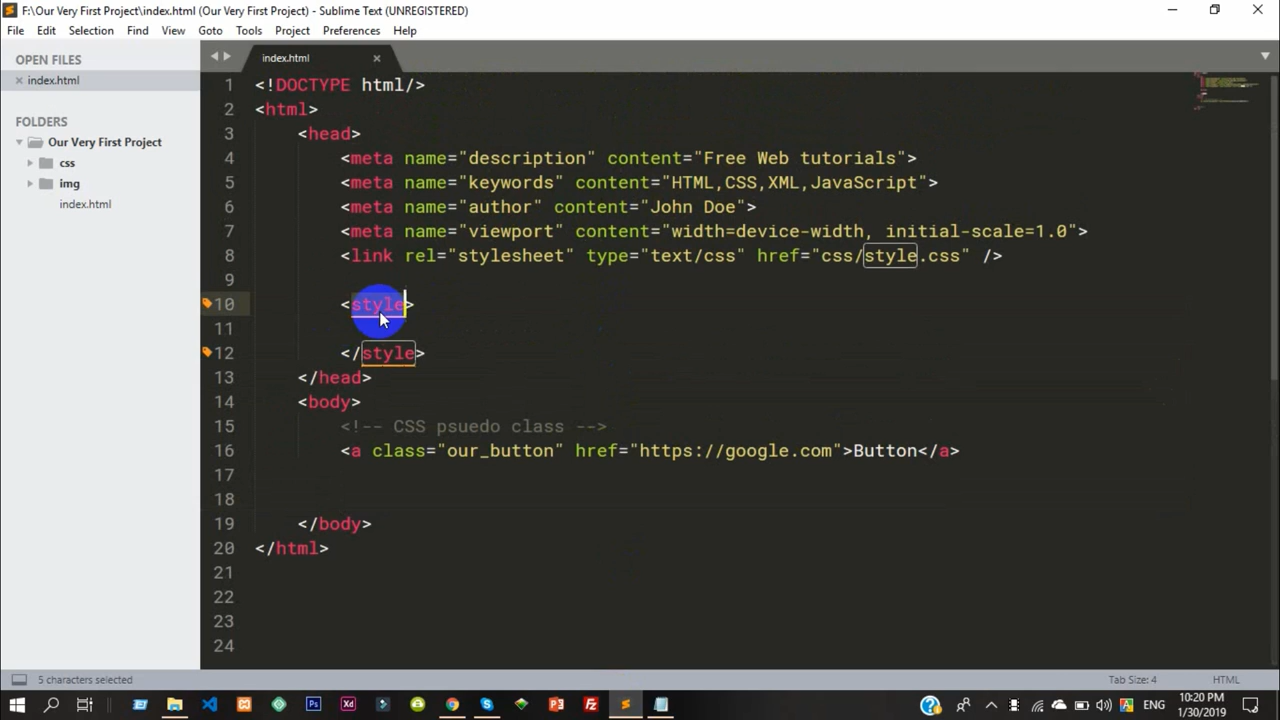 F:\Our Very First Project\index.html (Our Very First Project) - Sublime Text (UNREGISTERED)
File Edit Selection Find View Goto Tools Project Preferences Help
OPEN FILES
index.html
FOLDERS
Our Very First Project
css
img
index.html
index.html
1 <!DOCTYPE html/>
2 <html>
3 <head>
4 <meta name="description" content="Free Web tutorials">
5 <meta name="keywords" content="HTML,CSS,XML,JavaScript">
6 <meta name="author" content="John Doe">
7 <meta name="viewport" content="width=device-width, initial-scale=1.0">
8 <link rel="stylesheet" type="text/css" href="css/style.css" />
9
10 <style>
11
12 </style>
13 </head>
14 <body>
15 <!-- CSS psuedo class -->
16 <a class="our_button" href="https://google.com">Button</a>
17
18
19 </body>
20 </html>
21
22
23
24
5 characters selected Tab Size: 4 HTML
Ps Xd ENG 10:20 PM
1/30/2019